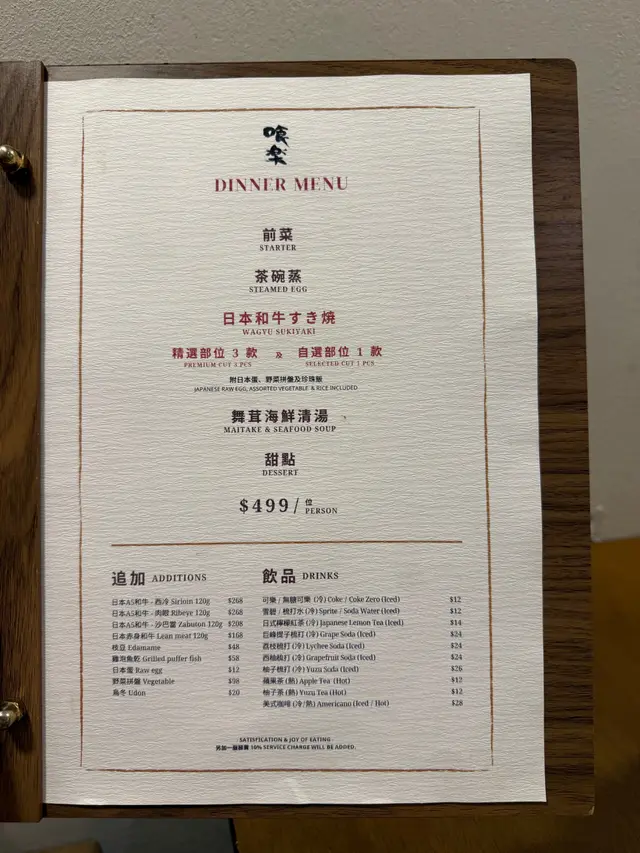 喰楽
DINNER MENU
前菜
STARTER
茶碗蒸
STEAMED EGG
日本和牛すき焼
WAGYU SUKIYAKI
精選部位 3 款 & 自選部位 1 款
PREMIUM CUT 3 PCS SELECTED CUT 1 PCS
附日本蛋、野菜拼盤及珍珠飯
JAPANESE RAW EGG, ASSORTED VEGETABLE & RICE INCLUDED
舞茸海鮮清湯
MAITAKE & SEAFOOD SOUP
甜點
DESSERT
$499/位
PERSON
追加 ADDITIONS
日本A5和牛 - 西冷 Sirloin 120g $268
日本A5和牛 - 肉眼 Ribeye 120g $268
日本A5和牛 - 沙巴翁 Zabuton 120g $208
日本赤身和牛 Lean meat 120g $168
枝豆 Edamame $48
雞泡魚乾 Grilled puffer fish $58
日本蛋 Raw egg $12
野菜拼盤 Vegetable $98
烏冬 Udon $20
飲品 DRINKS
可樂 / 無糖可樂 (冷) Coke / Coke Zero (Iced) $12
雪碧 / 梳打水 (冷) Sprite / Soda Water (Iced) $12
日式檸檬紅茶 (冷) Japanese Lemon Tea (Iced) $14
巨峰提子梳打 (冷) Grape Soda (Iced) $24
荔枝梳打 (冷) Lychee Soda (Iced) $24
西柚梳打 (冷) Grapefruit Soda (Iced) $24
柚子梳打 (冷) Yuzu Soda (Iced) $26
蘋果茶 (熱) Apple Tea (Hot) $12
柚子茶 (熱) Yuzu Tea (Hot) $12
美式咖啡 (冷/熱) Americano (Iced / Hot) $28
· SATISFICATION & JOY OF EATING ·
另加一服務費 10% SERVICE CHARGE WILL BE ADDED